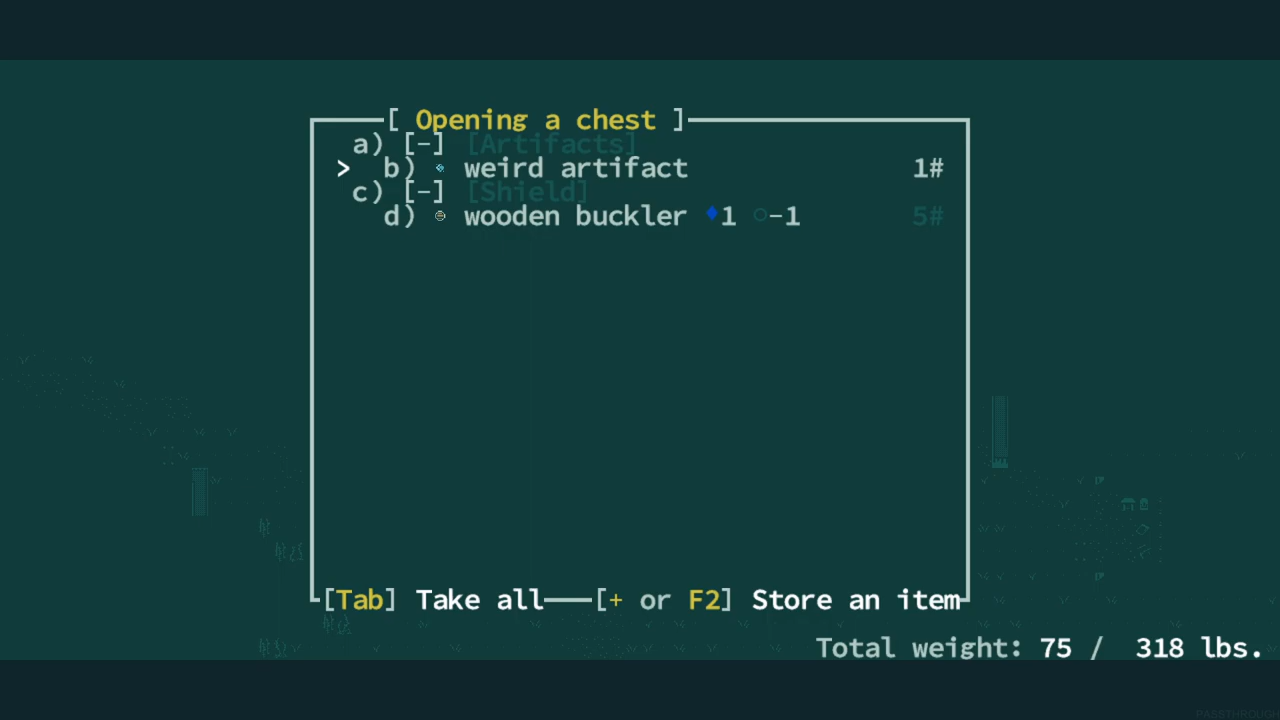 [ Opening a chest ]
a) [-] [Artifacts]
> b) weird artifact 1#
c) [-] [Shield]
d) wooden buckler ♦1 ○-1 5#
[Tab] Take all [+ or F2] Store an item
Total weight: 75 / 318 lbs.
PASSTHROUGH